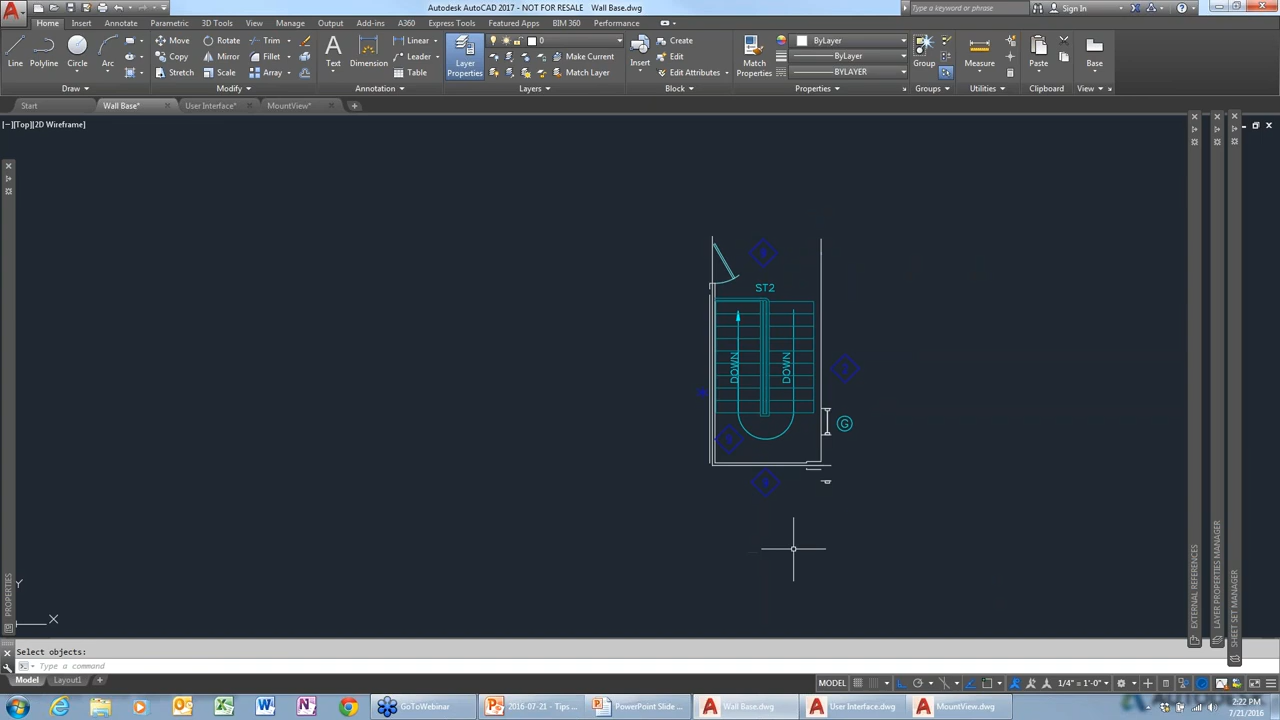 Autodesk AutoCAD 2017 - NOT FOR RESALE Wall Base.dwg
Type a keyword or phrase
Sign In
Home Insert Annotate Parametric 3D Tools View Manage Output Add-ins A360 Express Tools Featured Apps BIM 360 Performance
Line Polyline Circle Arc
Move Rotate Trim
Copy Mirror Fillet
Stretch Scale Array
Text Dimension
Linear
Leader
Table
Layer Properties
0
Make Current
Match Layer
Insert
Create
Edit
Edit Attributes
Match Properties
ByLayer
ByLayer
BYLAYER
Group
Measure
Paste
Base
Draw Modify Annotation Layers Block Properties Groups Utilities Clipboard View
Start Wall Base* User Interface* MountView*
[−][Top][2D Wireframe]
ST2
DOWN
DOWN
G
Y
X
PROPERTIES
EXTERNAL REFERENCES
LAYER PROPERTIES MANAGER
SHEET SET MANAGER
Select objects:
Type a command
Model Layout1
MODEL
1/4" = 1'-0"
GoToWebinar
2016-07-21 - Tips ...
PowerPoint Slide ...
Wall Base.dwg
User Interface.dwg
MountView.dwg
2:22 PM
7/21/2016